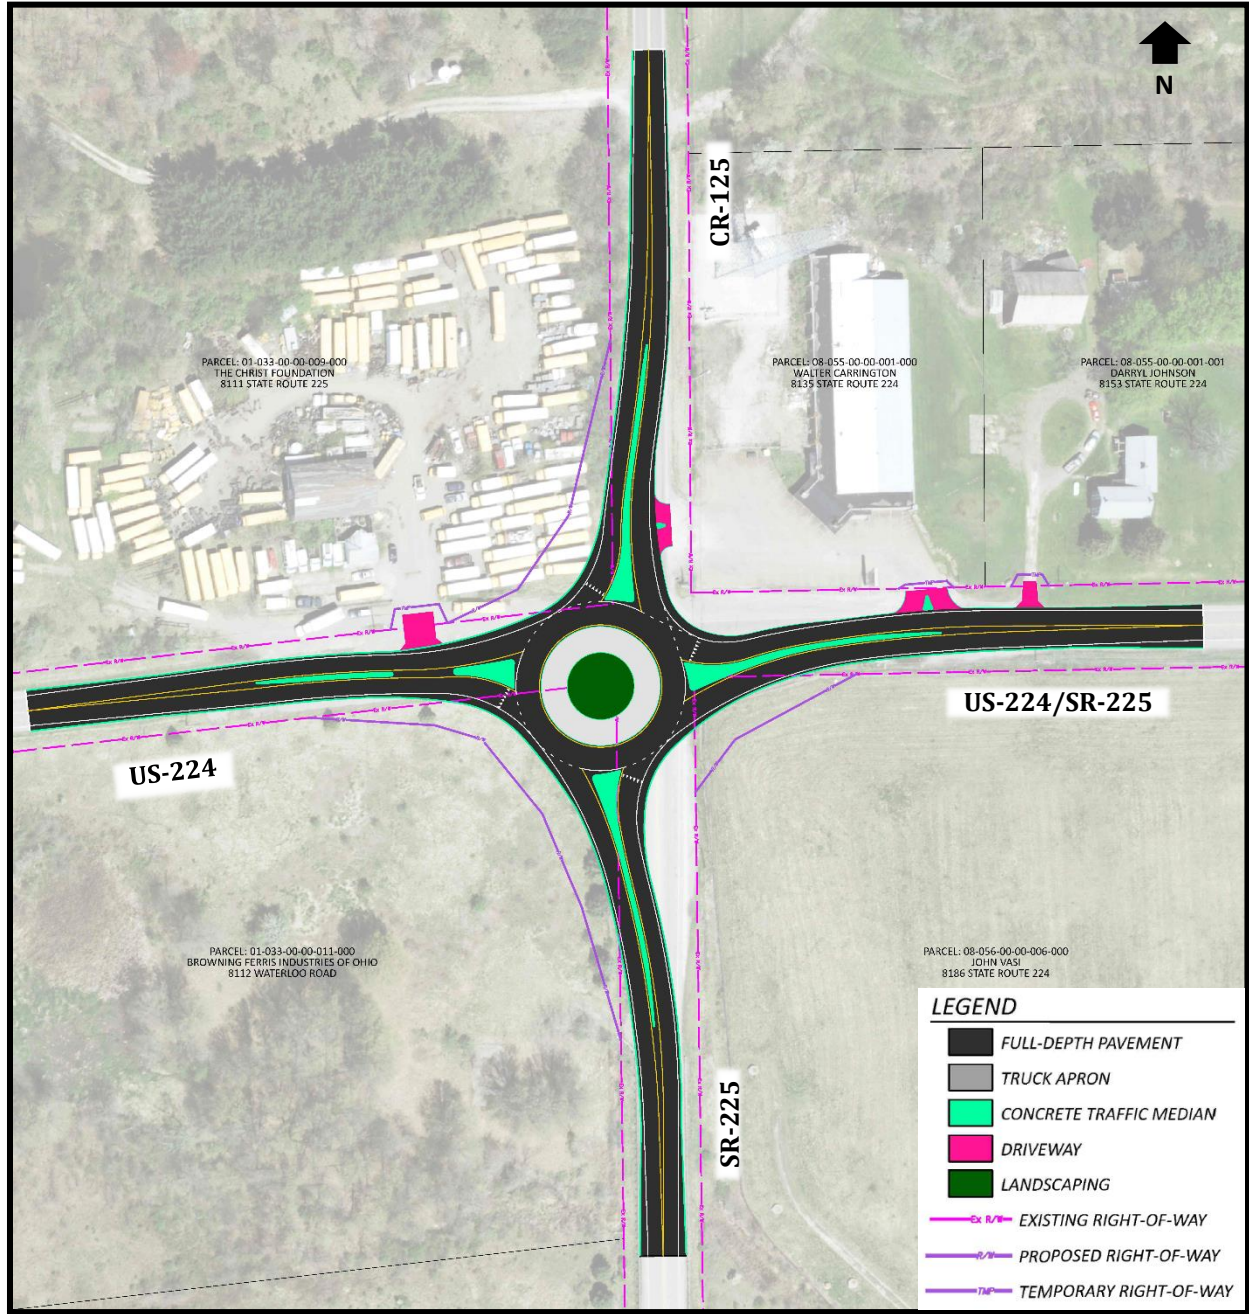 N
CR-125
PARCEL: 01-033-00-00-009-000
THE CHRIST FOUNDATION
8111 STATE ROUTE 225
PARCEL: 08-055-00-00-001-000
WALTER CARRINGTON
8135 STATE ROUTE 224
PARCEL: 08-055-00-00-001-001
DARRYL JOHNSON
8153 STATE ROUTE 224
US-224/SR-225
US-224
PARCEL: 01-033-00-00-011-000
BROWNING FERRIS INDUSTRIES OF OHIO
8112 WATERLOO ROAD
PARCEL: 08-056-00-00-006-000
JOHN VASI
8186 STATE ROUTE 224
SR-225
LEGEND
FULL-DEPTH PAVEMENT
TRUCK APRON
CONCRETE TRAFFIC MEDIAN
DRIVEWAY
LANDSCAPING
Ex R/W EXISTING RIGHT-OF-WAY
R/W PROPOSED RIGHT-OF-WAY
TMP TEMPORARY RIGHT-OF-WAY